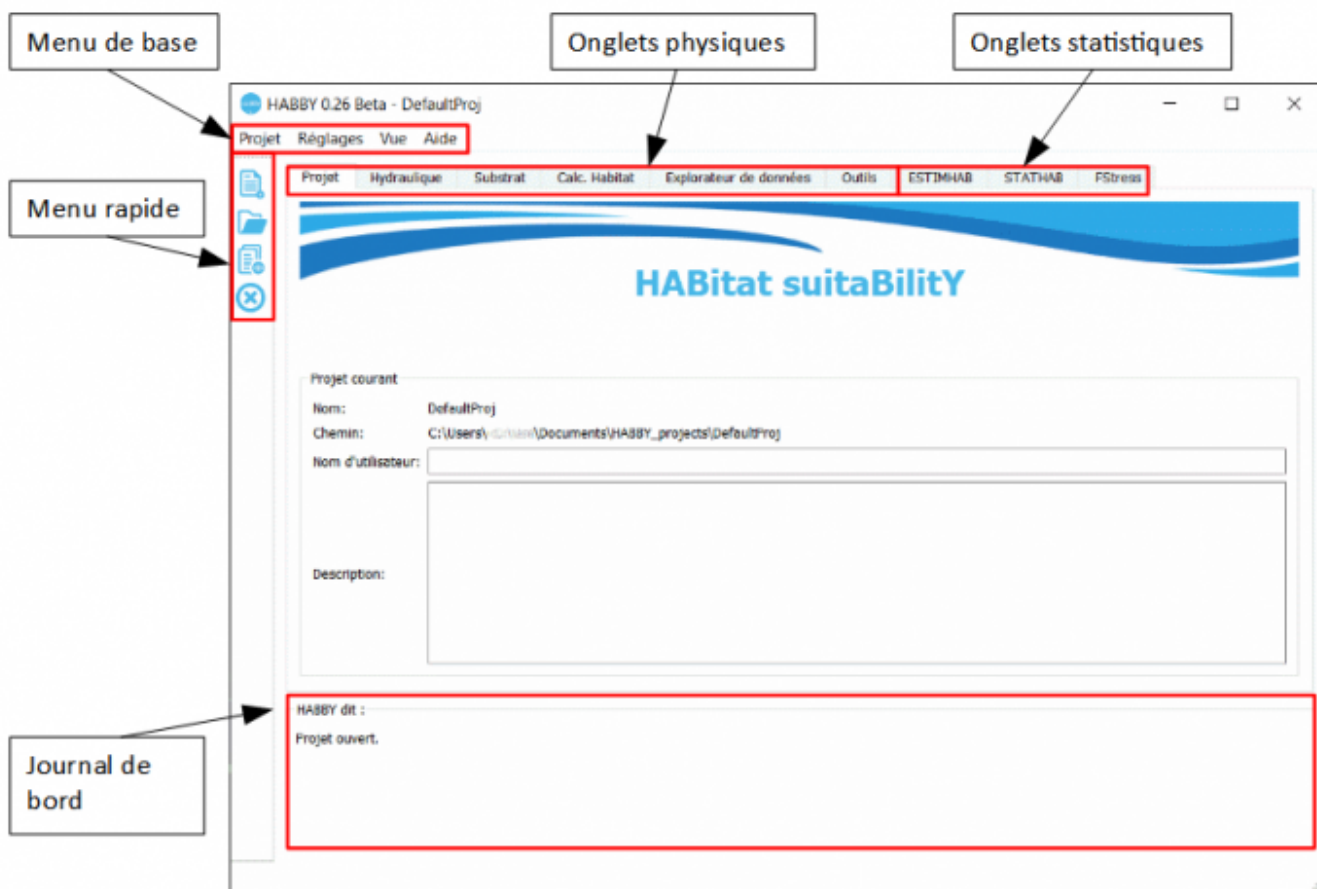 Menu de base
Onglets physiques
Onglets statistiques
HABBY 0.26 Beta - DefaultProj
Projet Réglages Vue Aide
Projet Hydraulique Substrat Calc. Habitat Explorateur de données Outils ESTIMHAB STATHAB FStress
Menu rapide
HABitat suitaBilitY
Projet courant
Nom: DefaultProj
Chemin: C:\Users\ \Documents\HABBY_projects\DefaultProj
Nom d'utilisateur:
Description:
HABBY dit :
Projet ouvert.
Journal de
bord